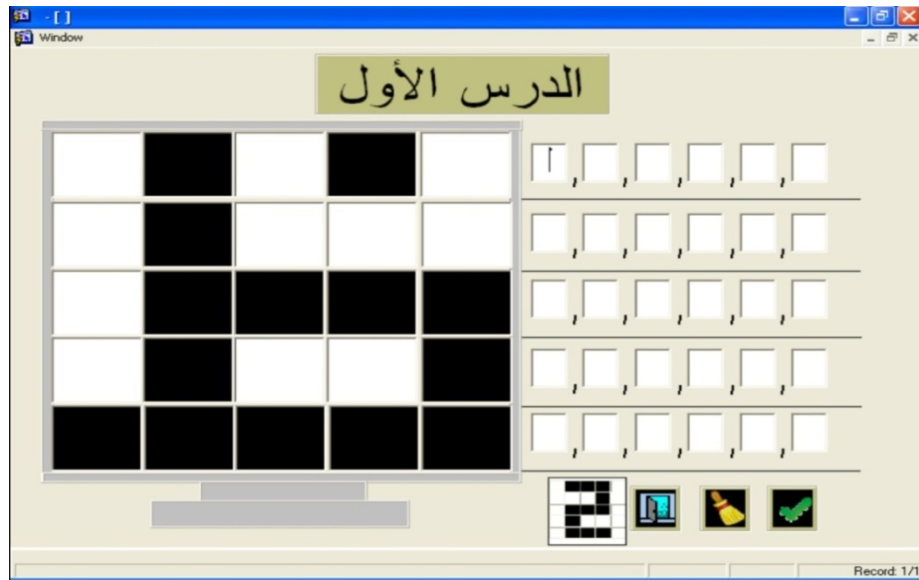 - [ ]
Window
الدرس الأول
أ , , , , ,
, , , , ,
, , , , ,
, , , , ,
, , , , ,
Record: 1/1